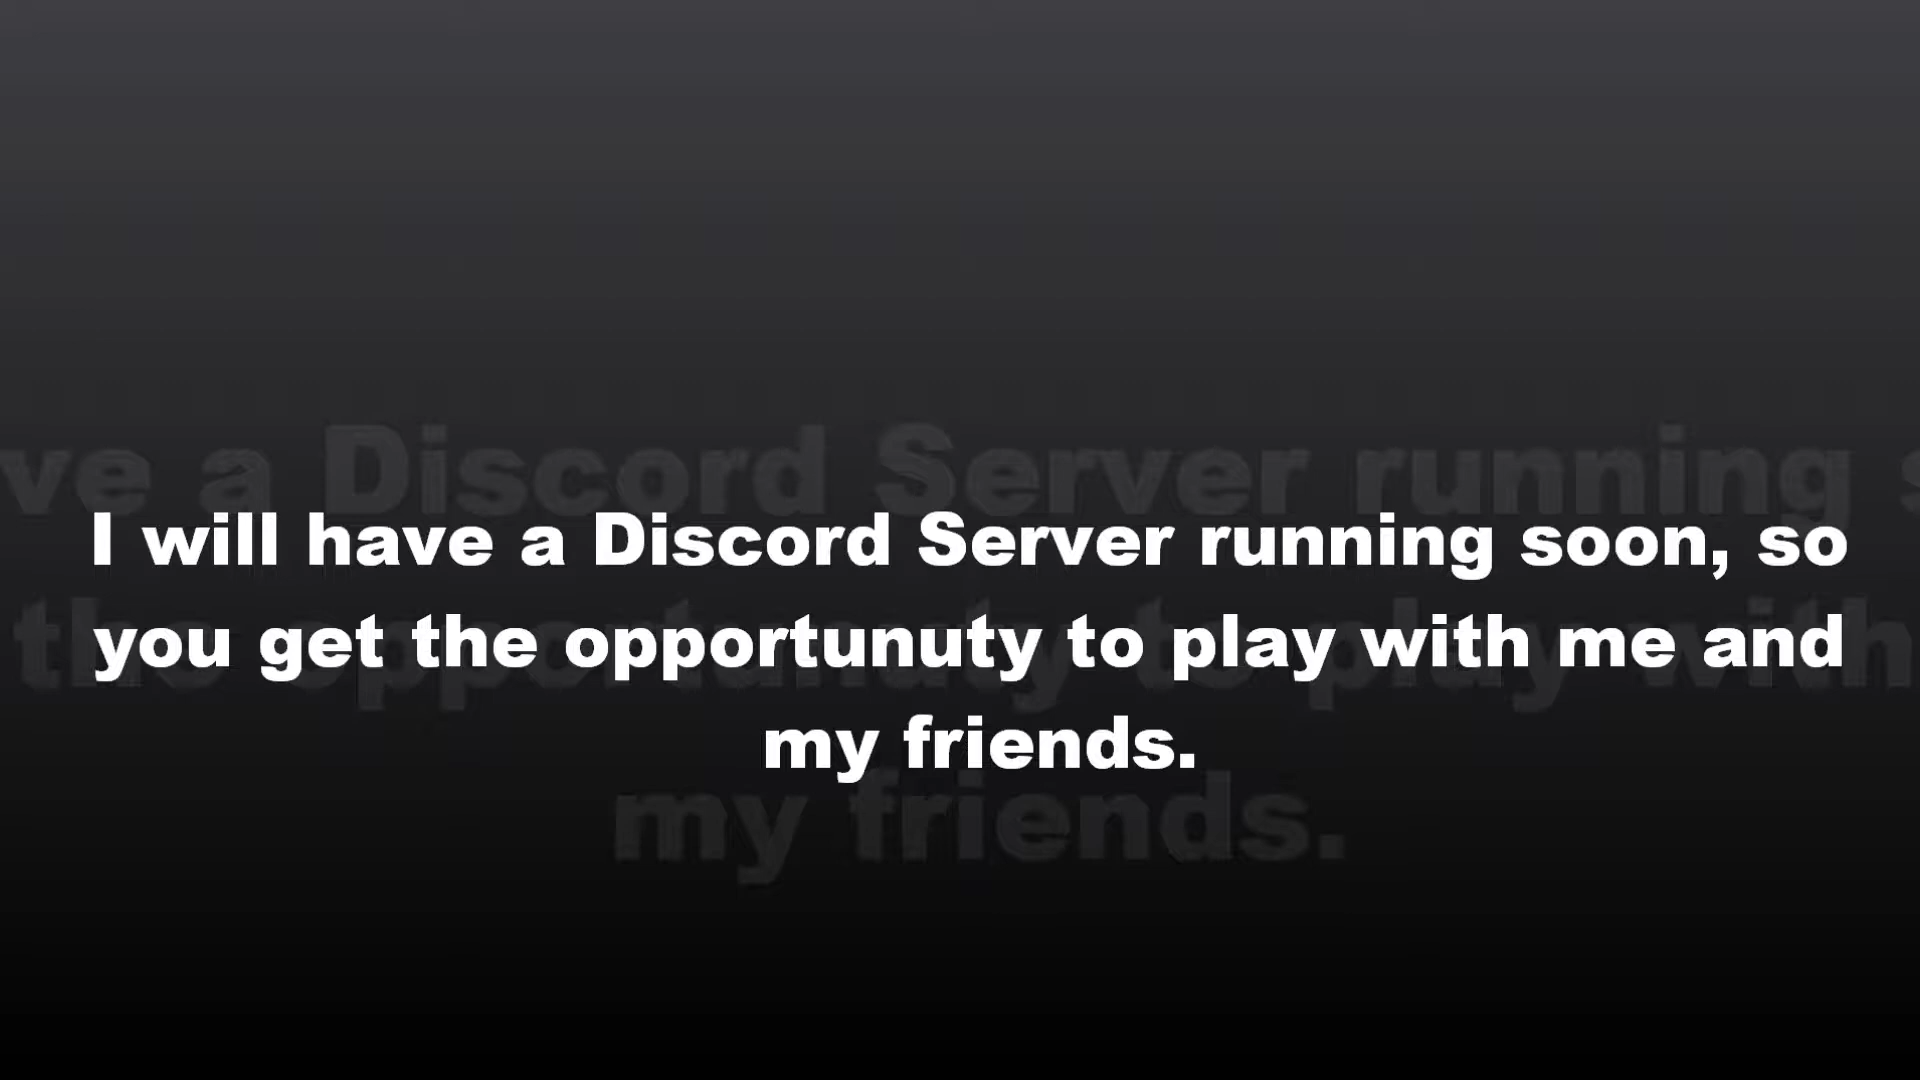 I will have a Discord Server running soon, so
you get the opportunuty to play with me and
my friends.